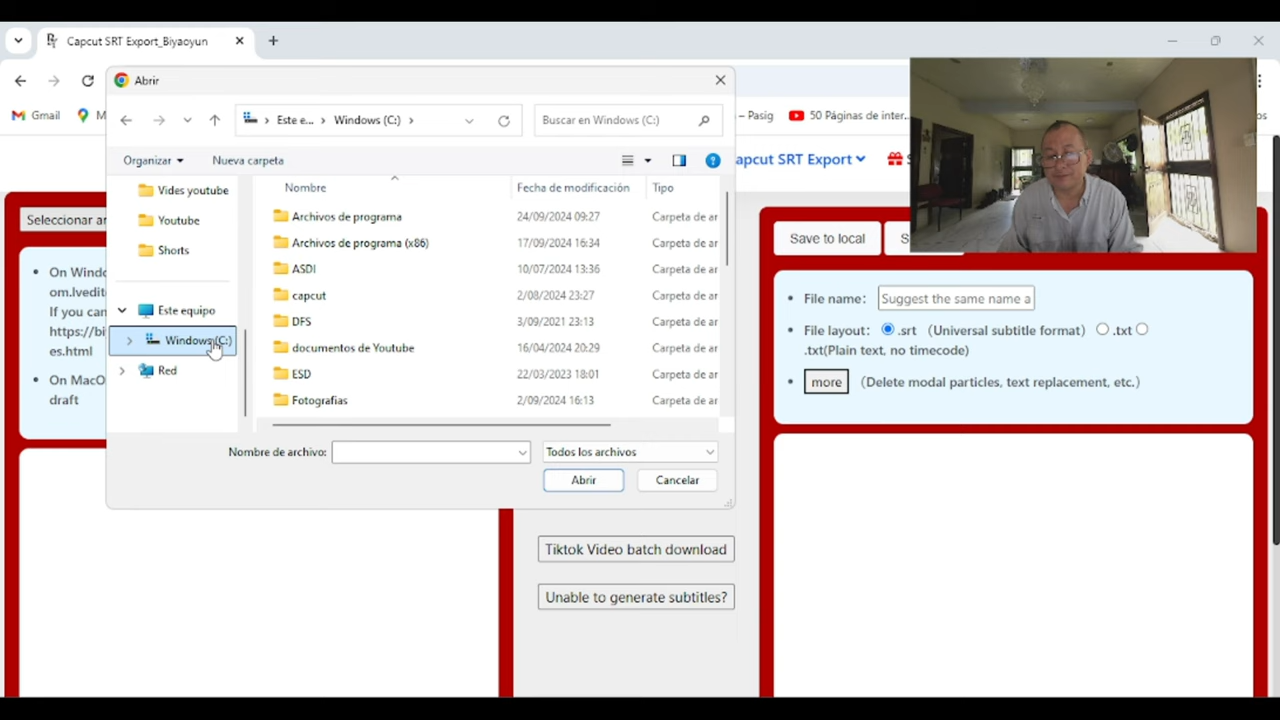 Capcut SRT Export_Biyaoyun
Gmail
M
– Pasig
50 Páginas de inter...
Abrir
Este e...
Windows (C:)
Buscar en Windows (C:)
Organizar
Nueva carpeta
Vides youtube
Youtube
Shorts
Este equipo
Windows (C:)
Red
Nombre
Fecha de modificación
Tipo
Archivos de programa
24/09/2024 09:27
Carpeta de ar
Archivos de programa (x86)
17/09/2024 16:34
Carpeta de ar
ASDI
10/07/2024 13:36
Carpeta de ar
capcut
2/08/2024 23:27
Carpeta de ar
DFS
3/09/2021 23:13
Carpeta de ar
documentos de Youtube
16/04/2024 20:29
Carpeta de ar
ESD
22/03/2023 18:01
Carpeta de ar
Fotografias
2/09/2024 16:13
Carpeta de ar
Nombre de archivo:
Todos los archivos
Abrir
Cancelar
apcut SRT Export
S
Seleccionar ar
On Windo
om.lvedit
If you can
https://bi
es.html
On MacO
draft
Tiktok Video batch download
Unable to generate subtitles?
Save to local
S
File name:
Suggest the same name a
File layout: .srt (Universal subtitle format) .txt
.txt(Plain text, no timecode)
more (Delete modal particles, text replacement, etc.)
os